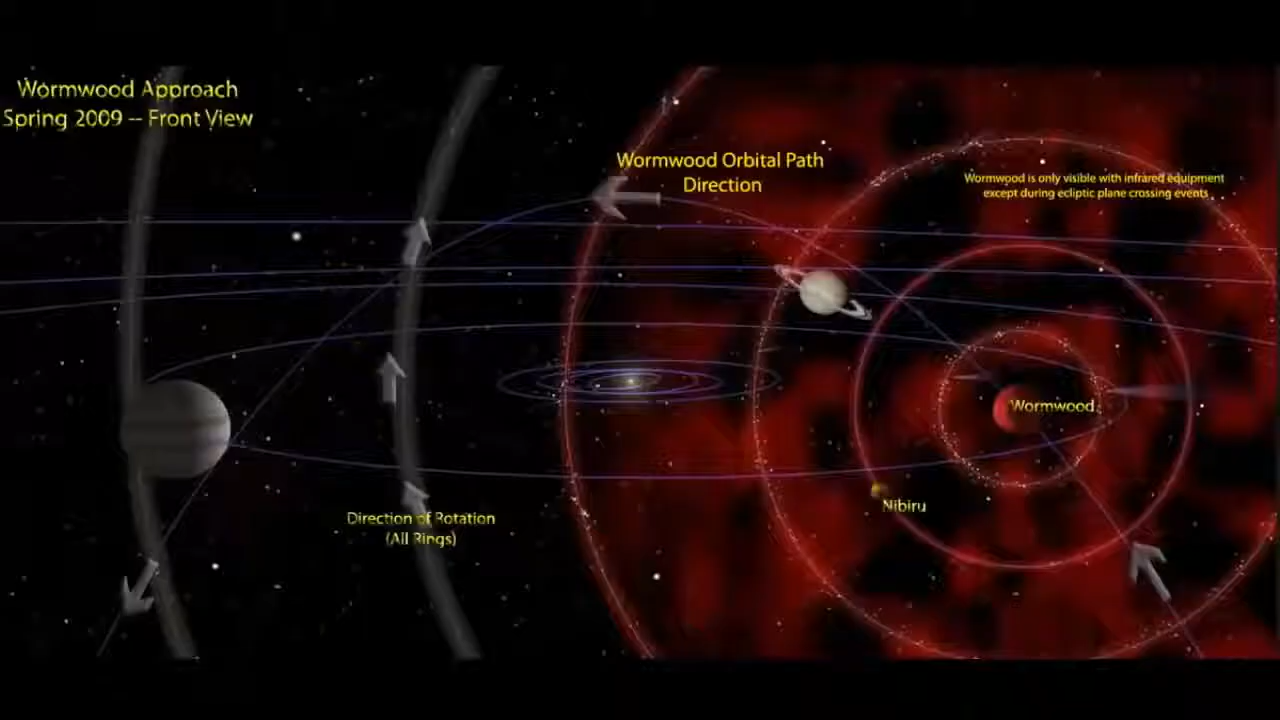 Wormwood Approach
Spring 2009 -- Front View
Wormwood Orbital Path
Direction
Wormwood is only visible with infrared equipment
except during ecliptic plane crossing events
Wormwood
Nibiru
Direction of Rotation
(All Rings)